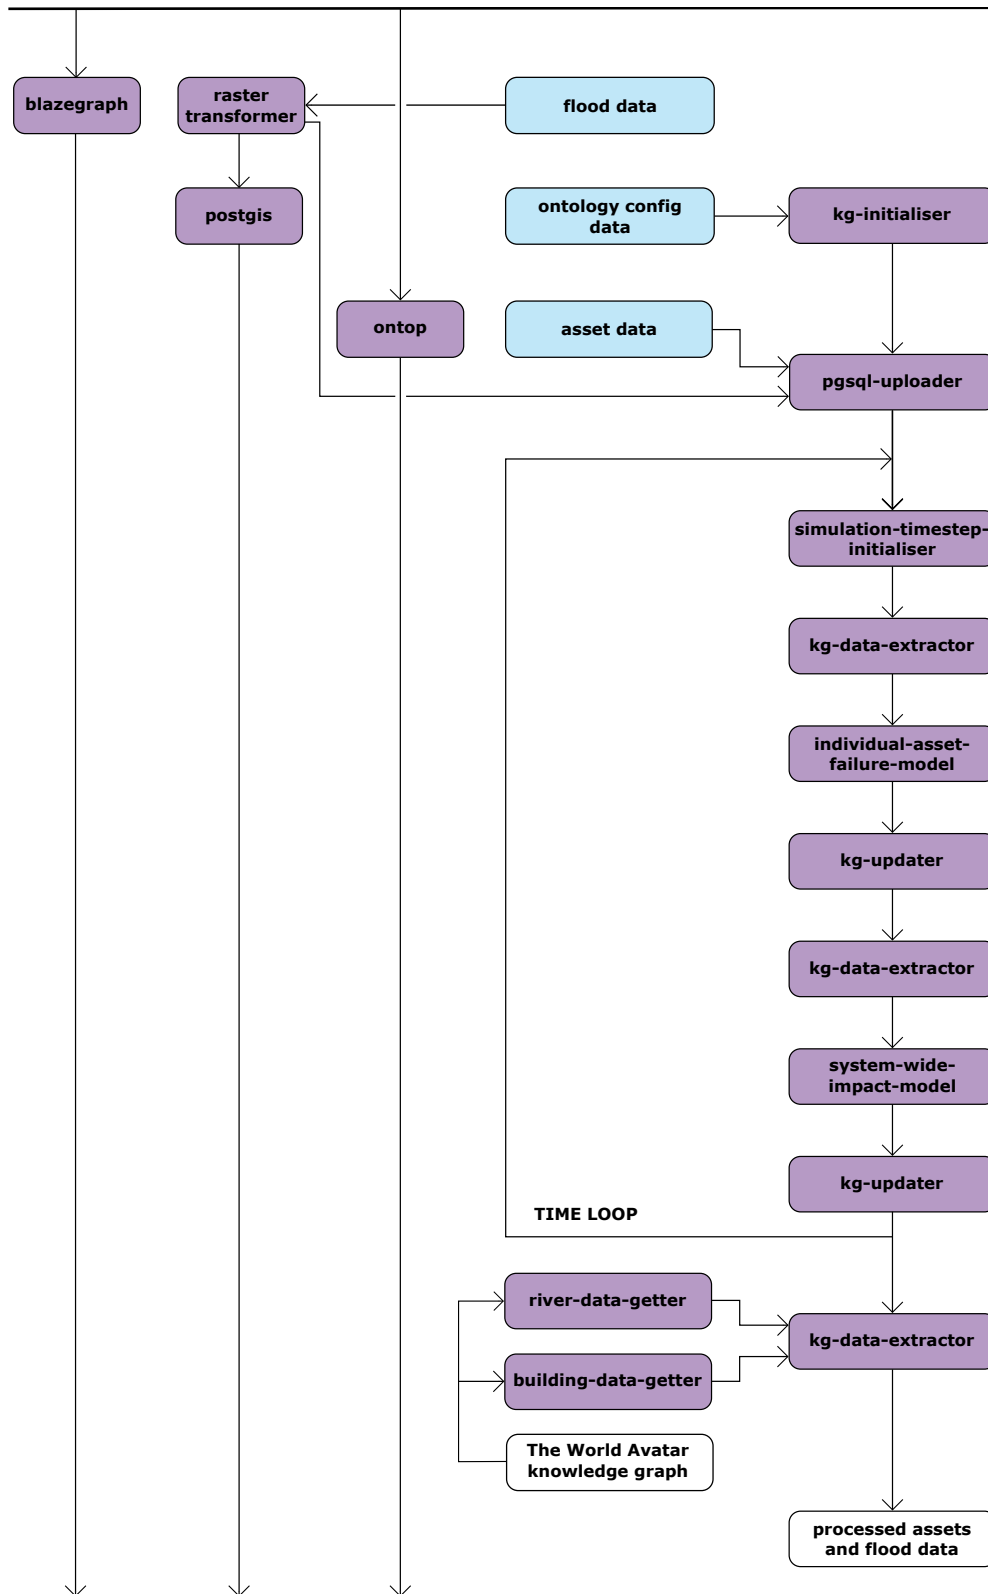 blazegraph
raster
transformer
flood data
postgis
ontology config
data
kg-initialiser
ontop
asset data
pgsql-uploader
simulation-timestep-
initialiser
kg-data-extractor
individual-asset-
failure-model
kg-updater
kg-data-extractor
system-wide-
impact-model
kg-updater
TIME LOOP
river-data-getter
kg-data-extractor
building-data-getter
The World Avatar
knowledge graph
processed assets
and flood data